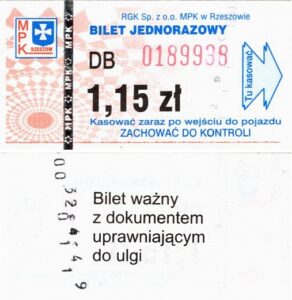 RGK Sp. z o.o. MPK w Rzeszowie
MPK
RZESZÓW
BILET JEDNORAZOWY
DB 0189938
1,15 zł
Tu kasować
Kasować zaraz po wejściu do pojazdu
ZACHOWAĆ DO KONTROLI
MPK MPK MPK MPK
Bilet ważny
z dokumentem
uprawniającym
do ulgi